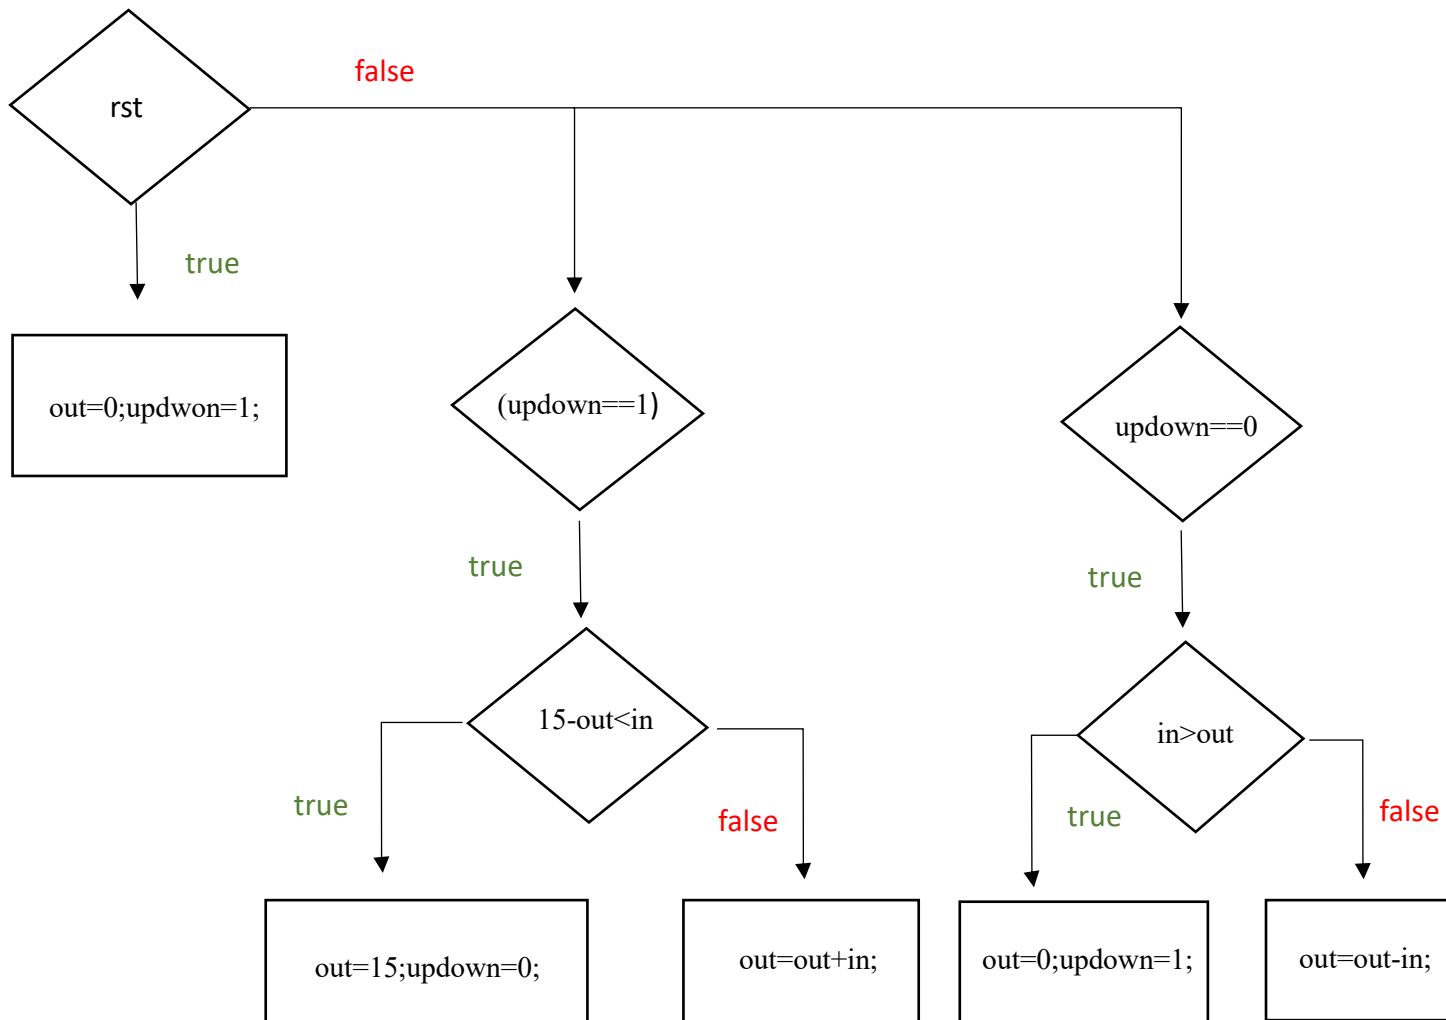 false
rst
true
out=0;updwon=1;
(updown==1)
updown==0
true
true
15-out<in
in>out
true
false
true
false
out=15;updown=0;
out=out+in;
out=0;updown=1;
out=out-in;